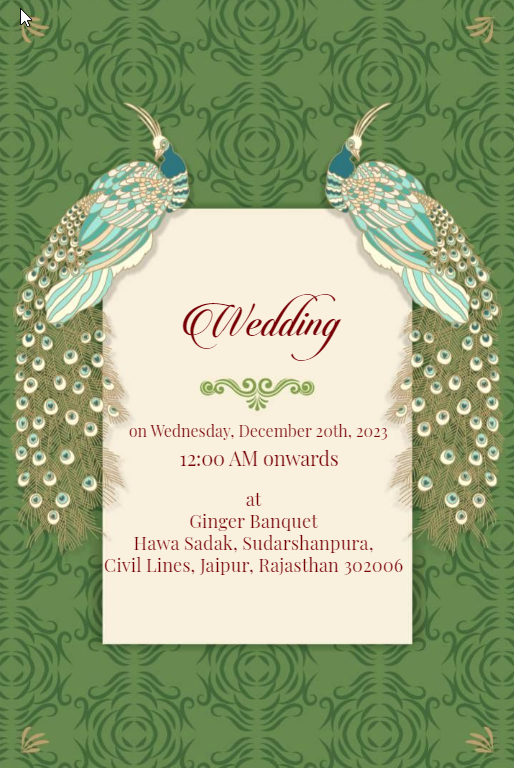 Wedding
on Wednesday, December 20th, 2023
12:00 AM onwards
at
Ginger Banquet
Hawa Sadak, Sudarshanpura,
Civil Lines, Jaipur, Rajasthan 302006